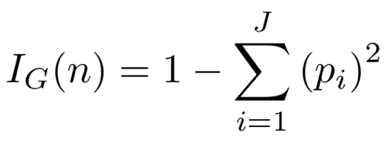 I_G(n) = 1 - \sum_{i=1}^{J} (p_i)^2